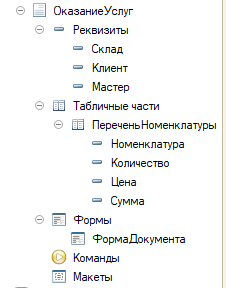 ОказаниеУслуг
Реквизиты
Склад
Клиент
Мастер
Табличные части
ПереченьНоменклатуры
Номенклатура
Количество
Цена
Сумма
Формы
ФормаДокумента
Команды
Макеты